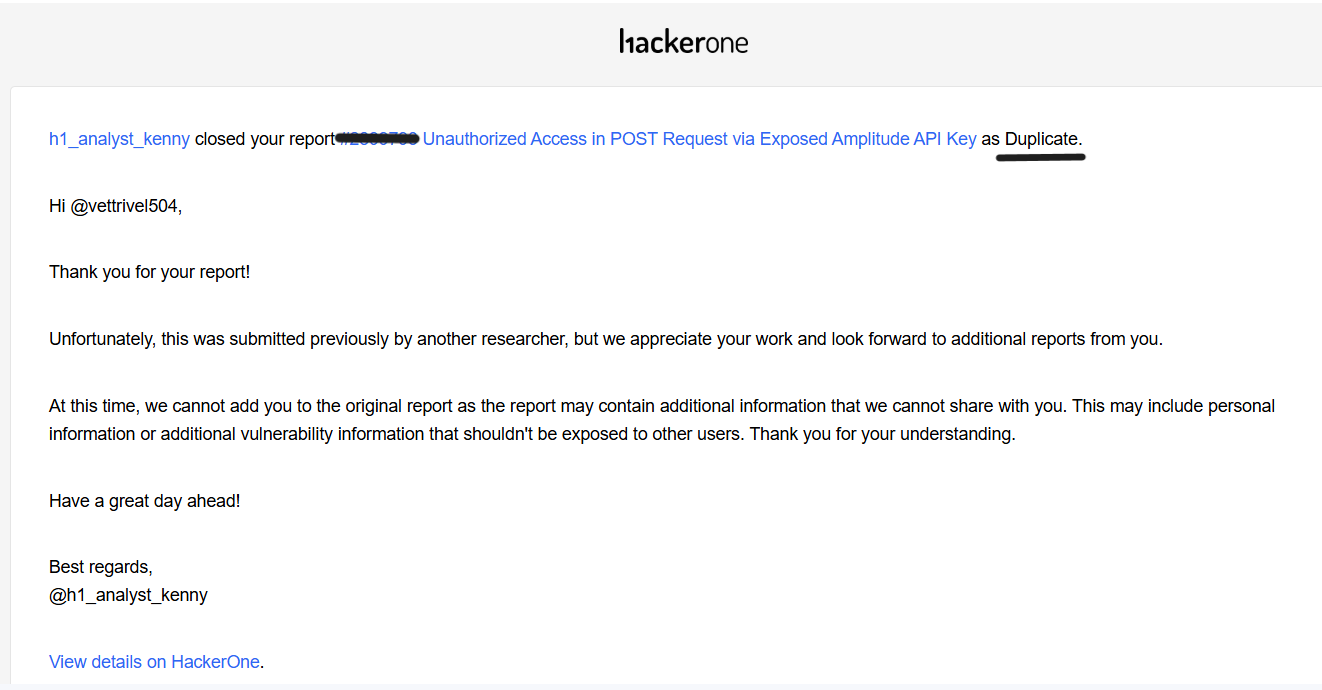 hackerone
h1_analyst_kenny closed your report Unauthorized Access in POST Request via Exposed Amplitude API Key as Duplicate.
Hi @vettrivel504,
Thank you for your report!
Unfortunately, this was submitted previously by another researcher, but we appreciate your work and look forward to additional reports from you.
At this time, we cannot add you to the original report as the report may contain additional information that we cannot share with you. This may include personal
information or additional vulnerability information that shouldn't be exposed to other users. Thank you for your understanding.
Have a great day ahead!
Best regards,
@h1_analyst_kenny
View details on HackerOne.